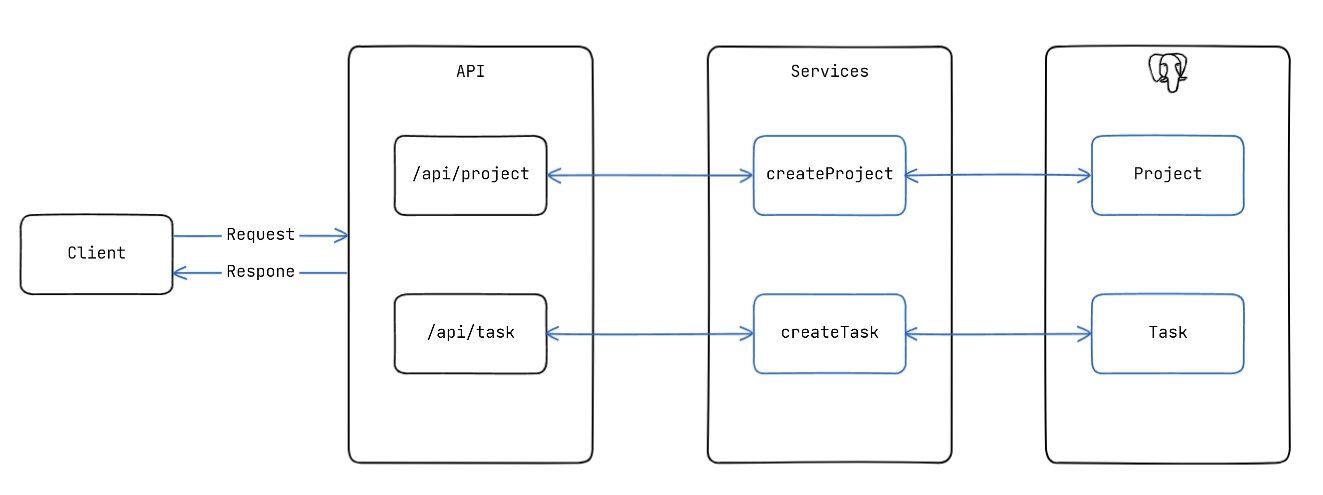 API
Services
/api/project
createProject
Project
Client
Request
Respone
/api/task
createTask
Task